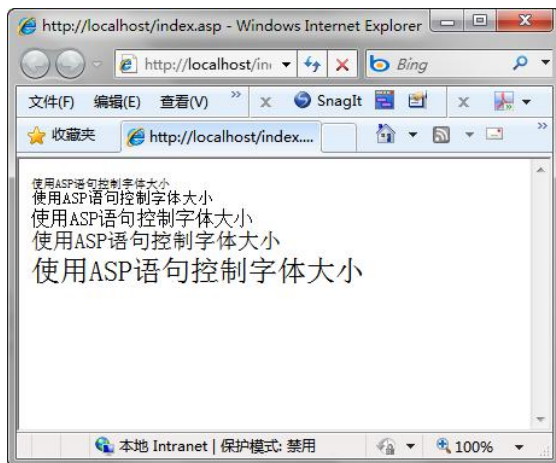 http://localhost/index.asp - Windows Internet Explorer
http://localhost/in
Bing
文件(F) 编辑(E) 查看(V) » x SnagIt x
收藏夹 http://localhost/index.... »
使用ASP语句控制字体大小
使用ASP语句控制字体大小
使用ASP语句控制字体大小
使用ASP语句控制字体大小
使用ASP语句控制字体大小
本地 Intranet | 保护模式: 禁用 100%